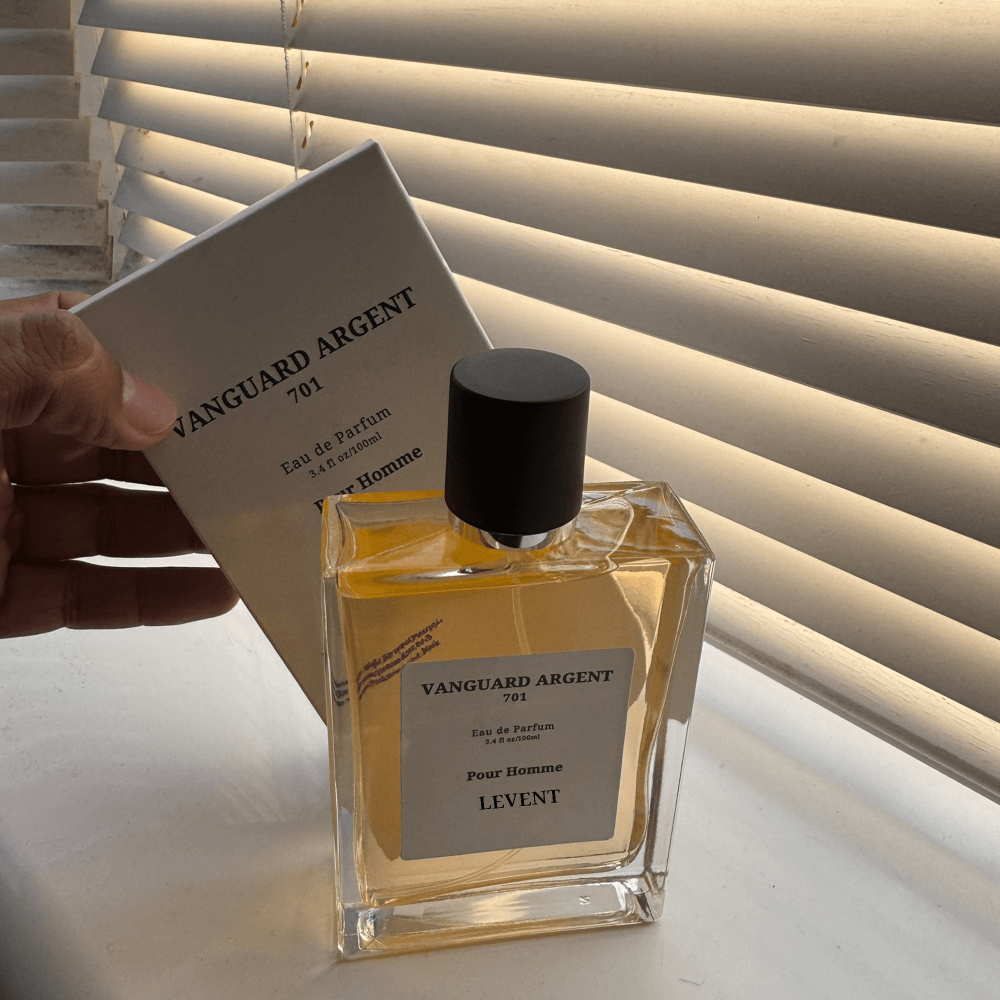 VANGUARD ARGENT
701
Eau de Parfum
3.4 fl oz/100ml
Pour Homme
VANGUARD ARGENT
701
Eau de Parfum
3.4 fl oz/100ml
Pour Homme
LEVENT